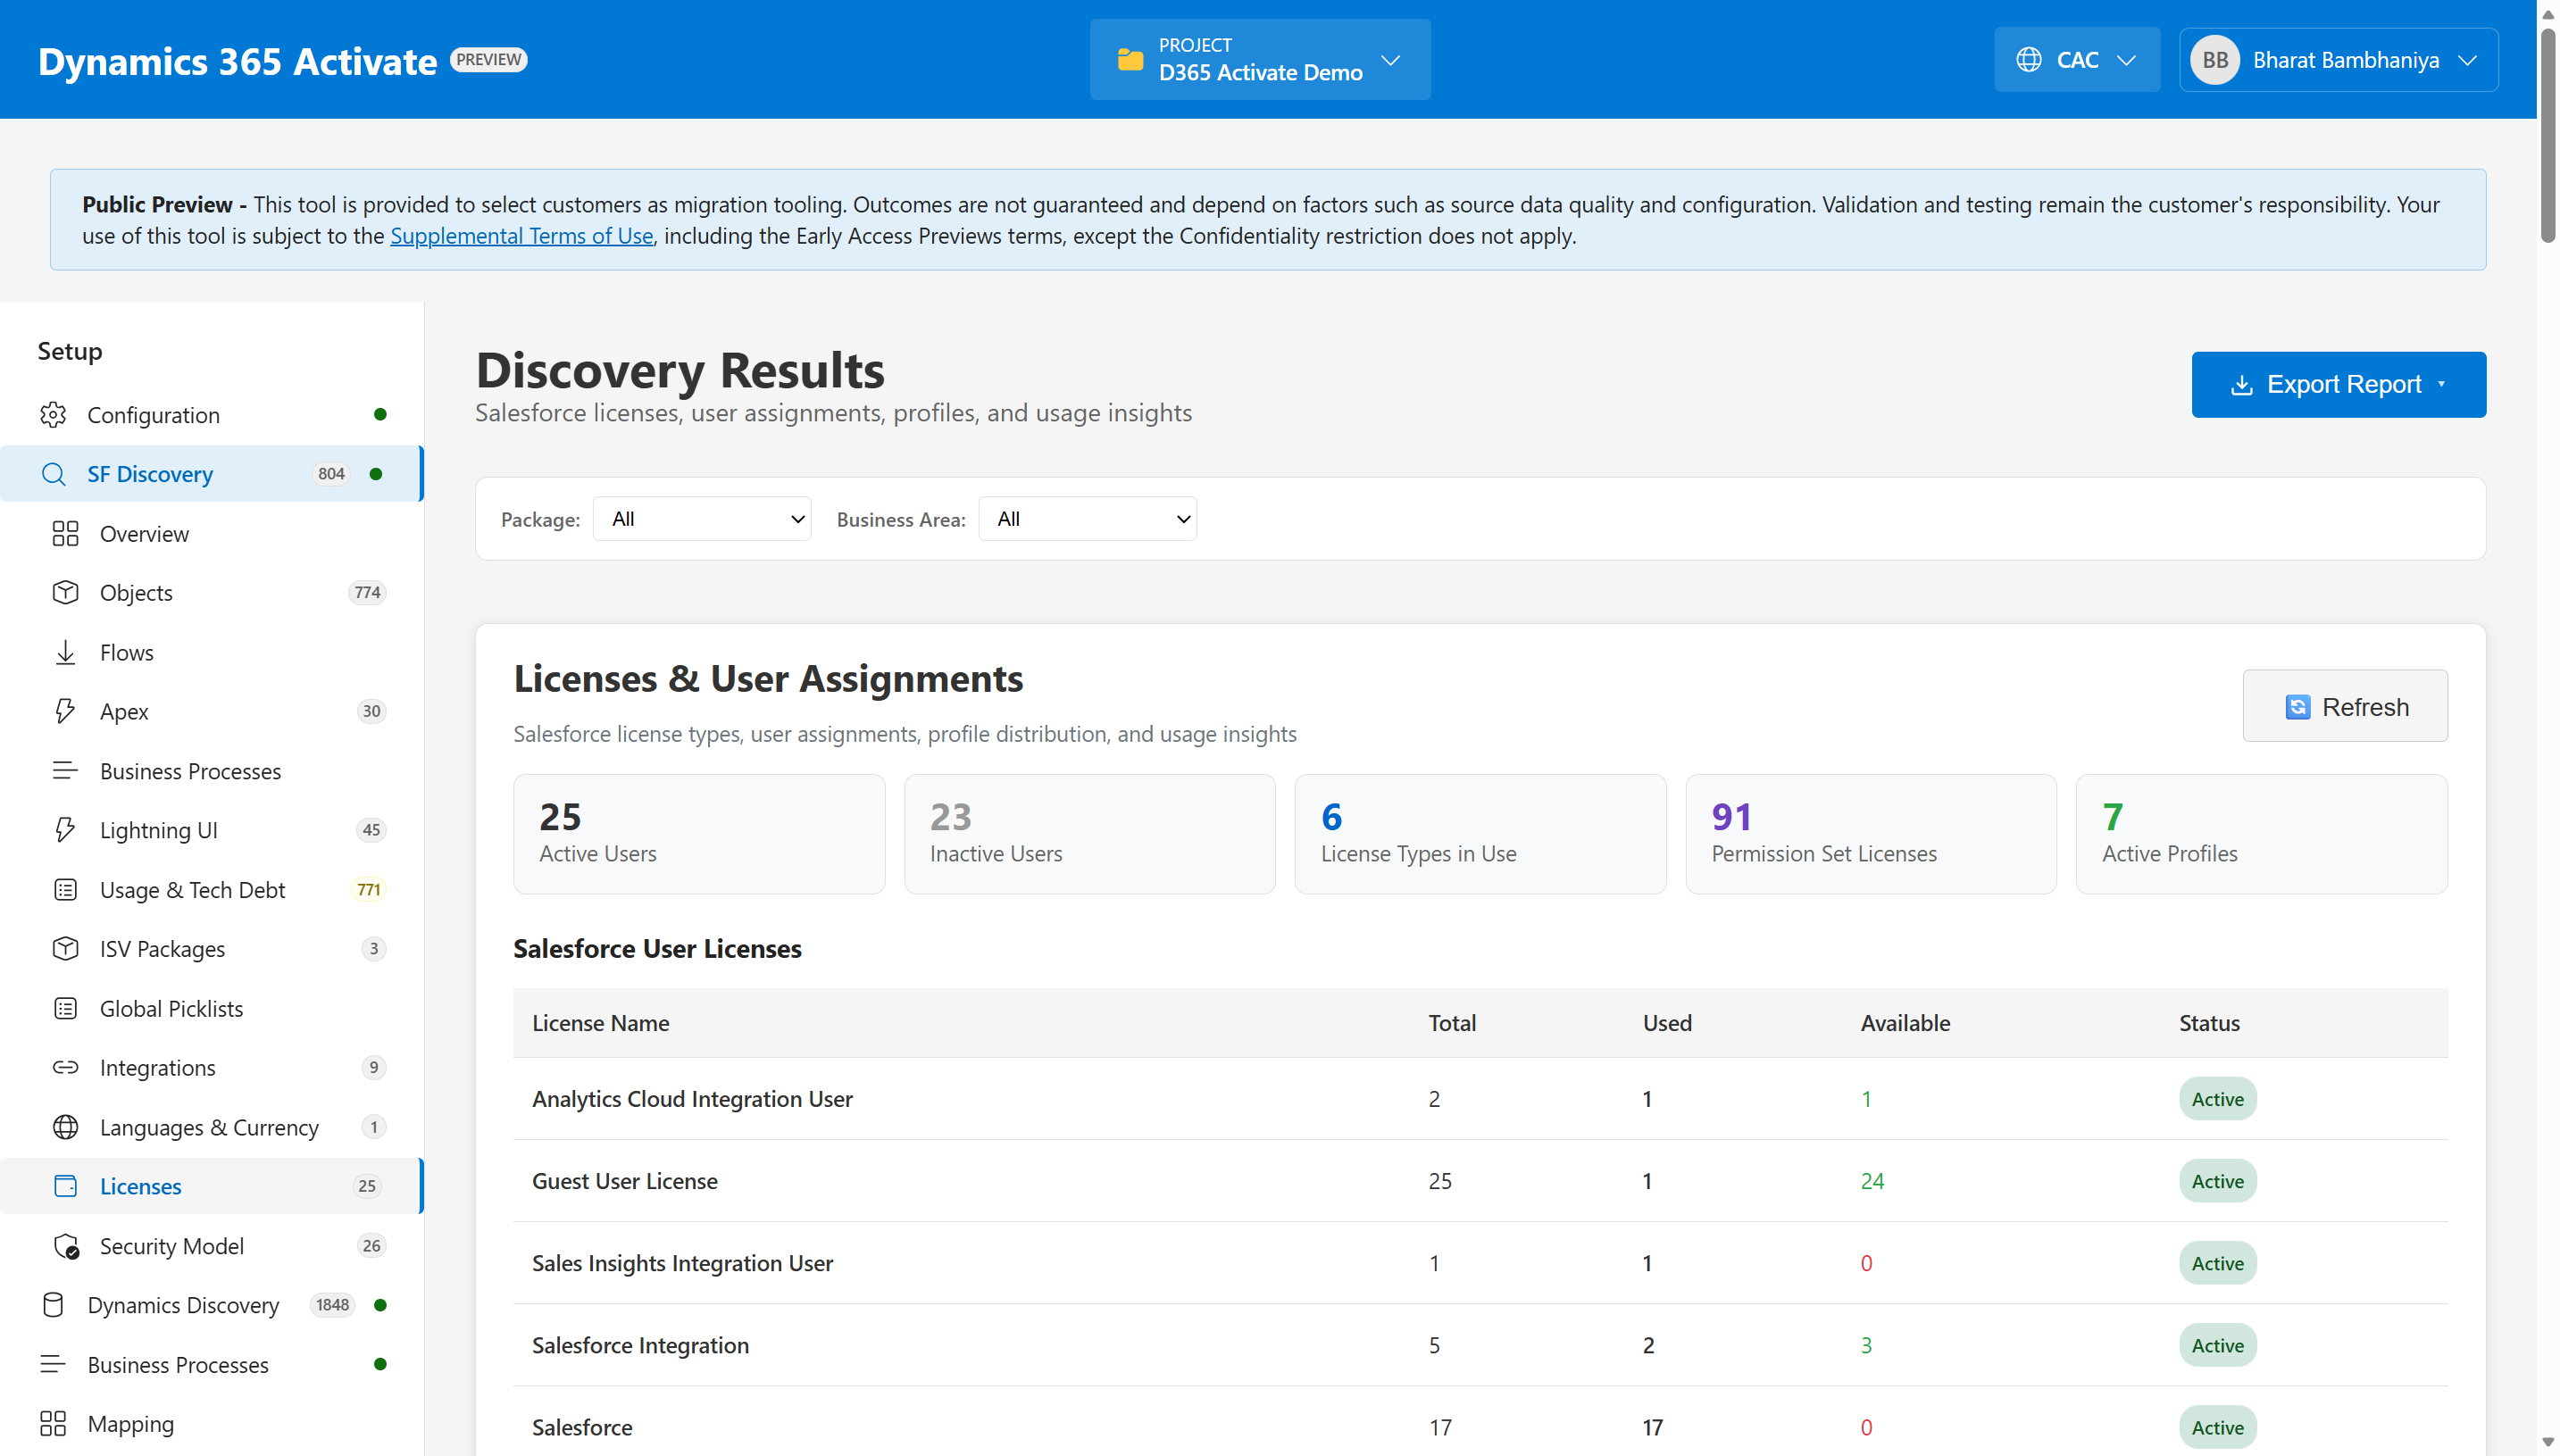 Dynamics 365 Activate PREVIEW
PROJECT
D365 Activate Demo
CAC
BB Bharat Bambhaniya
Public Preview - This tool is provided to select customers as migration tooling. Outcomes are not guaranteed and depend on factors such as source data quality and configuration. Validation and testing remain the customer's responsibility. Your
use of this tool is subject to the Supplemental Terms of Use, including the Early Access Previews terms, except the Confidentiality restriction does not apply.
Setup
Configuration
SF Discovery 804
Overview
Objects 774
Flows
Apex 30
Business Processes
Lightning UI 45
Usage & Tech Debt 771
ISV Packages 3
Global Picklists
Integrations 9
Languages & Currency 1
Licenses 25
Security Model 26
Dynamics Discovery 1848
Business Processes
Mapping
Discovery Results
Salesforce licenses, user assignments, profiles, and usage insights
Export Report
Package: All Business Area: All
Licenses & User Assignments
Salesforce license types, user assignments, profile distribution, and usage insights
Refresh
25
Active Users
23
Inactive Users
6
License Types in Use
91
Permission Set Licenses
7
Active Profiles
Salesforce User Licenses
License Name Total Used Available Status
Analytics Cloud Integration User 2 1 1 Active
Guest User License 25 1 24 Active
Sales Insights Integration User 1 1 0 Active
Salesforce Integration 5 2 3 Active
Salesforce 17 17 0 Active